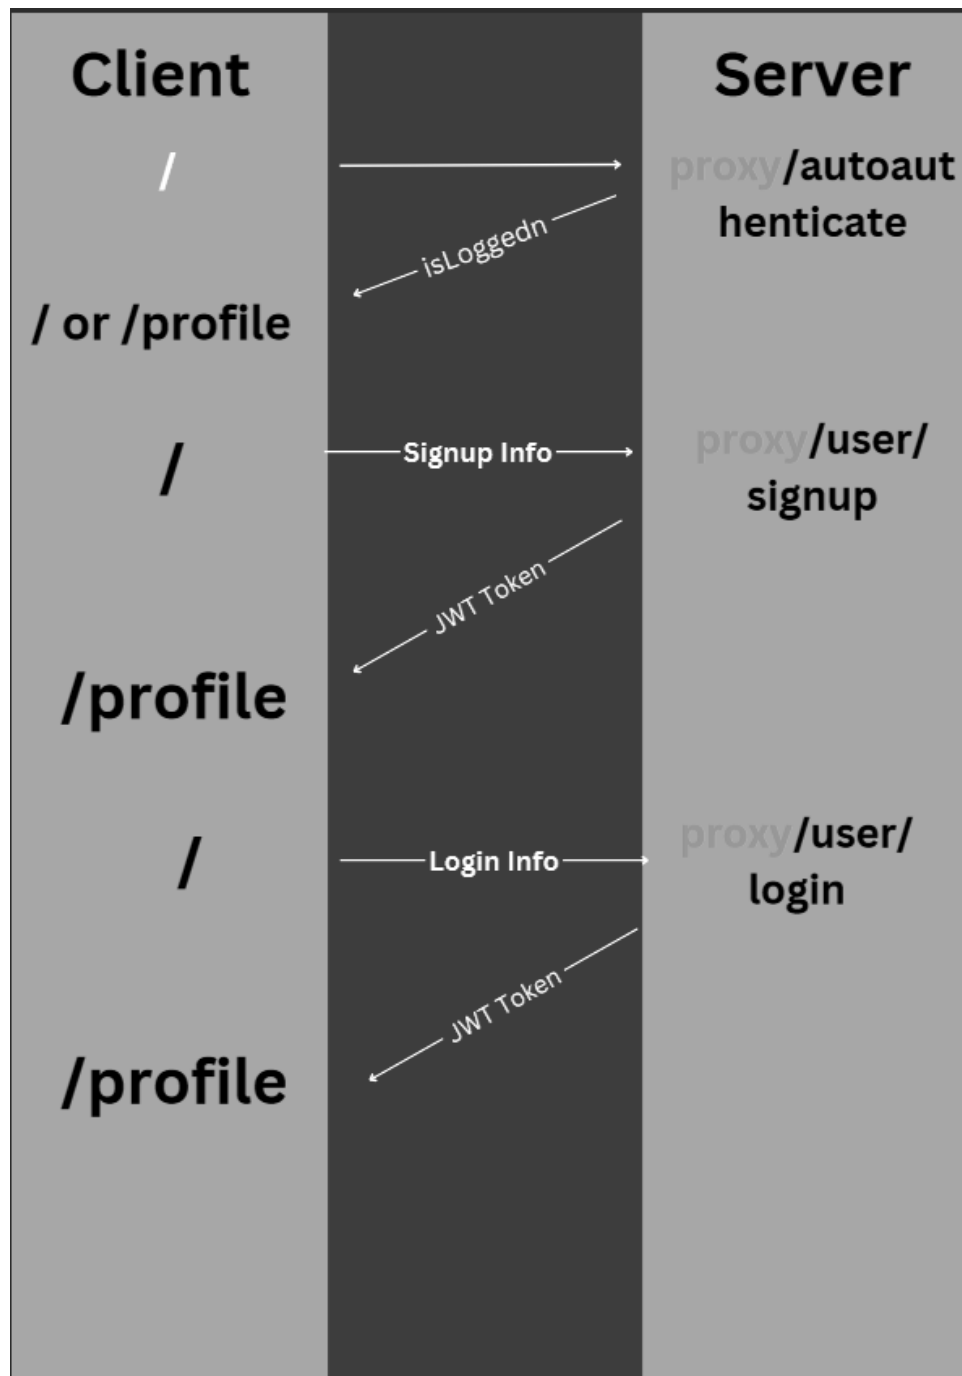 Client
Server
/
proxy/autoaut
henticate
isLoggedn
/ or /profile
/
Signup Info
proxy/user/
signup
JWT Token
/profile
/
Login Info
proxy/user/
login
JWT Token
/profile